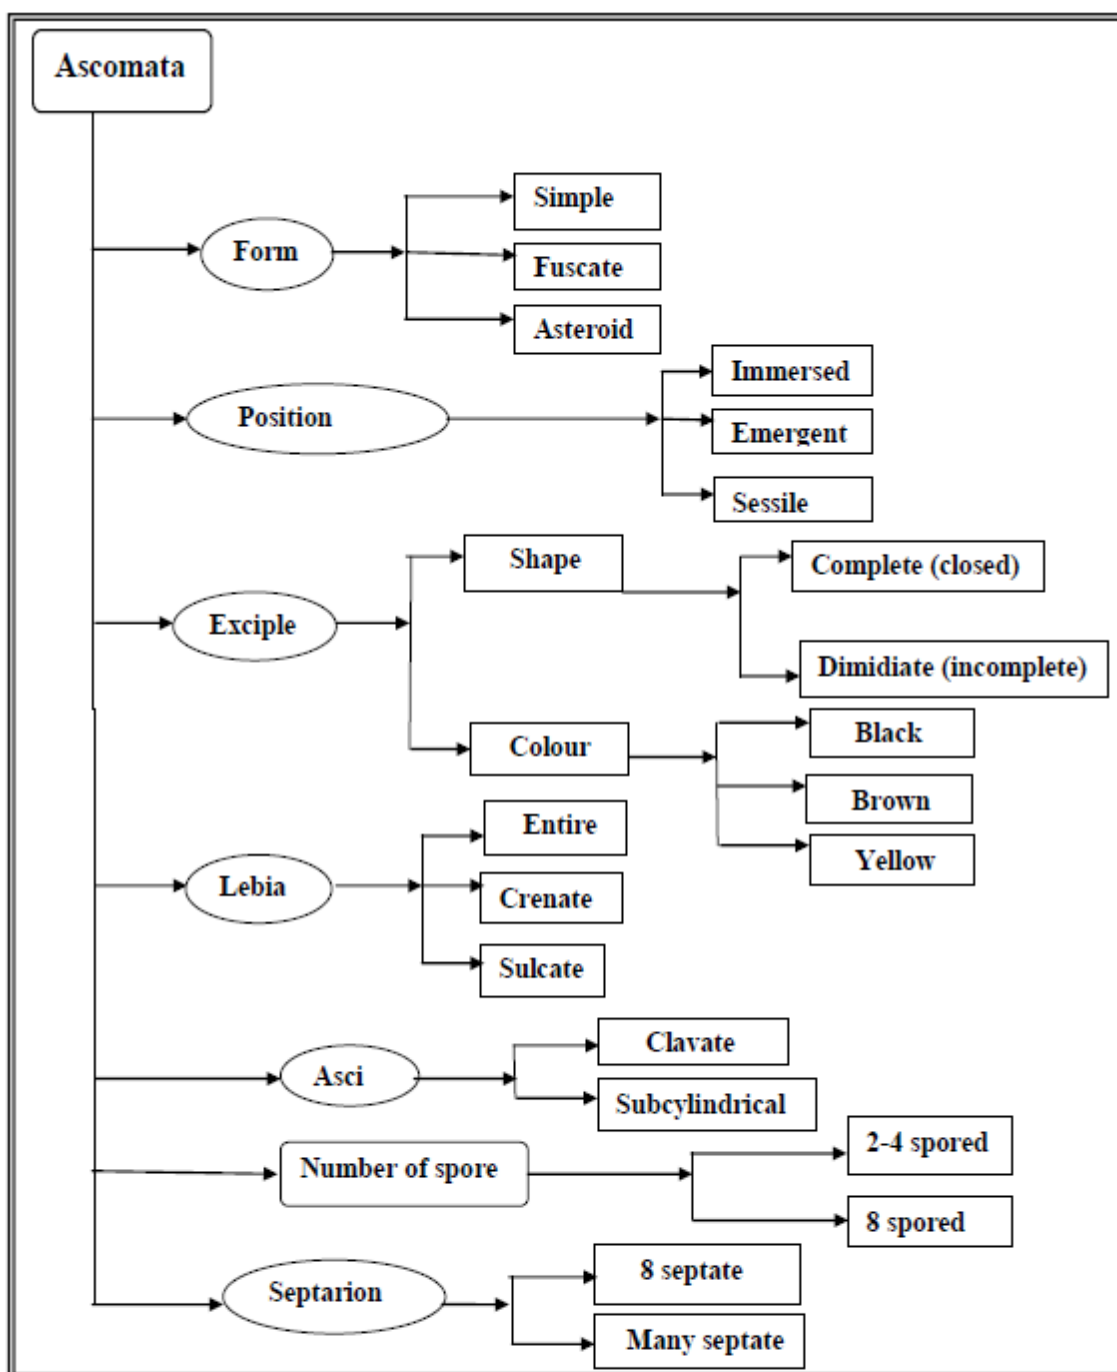 Ascomata
Form
Simple
Fuscate
Asteroid
Position
Immersed
Emergent
Sessile
Exciple
Shape
Complete (closed)
Dimidiate (incomplete)
Colour
Black
Brown
Yellow
Lebia
Entire
Crenate
Sulcate
Asci
Clavate
Subcylindrical
Number of spore
2-4 spored
8 spored
Septarion
8 septate
Many septate